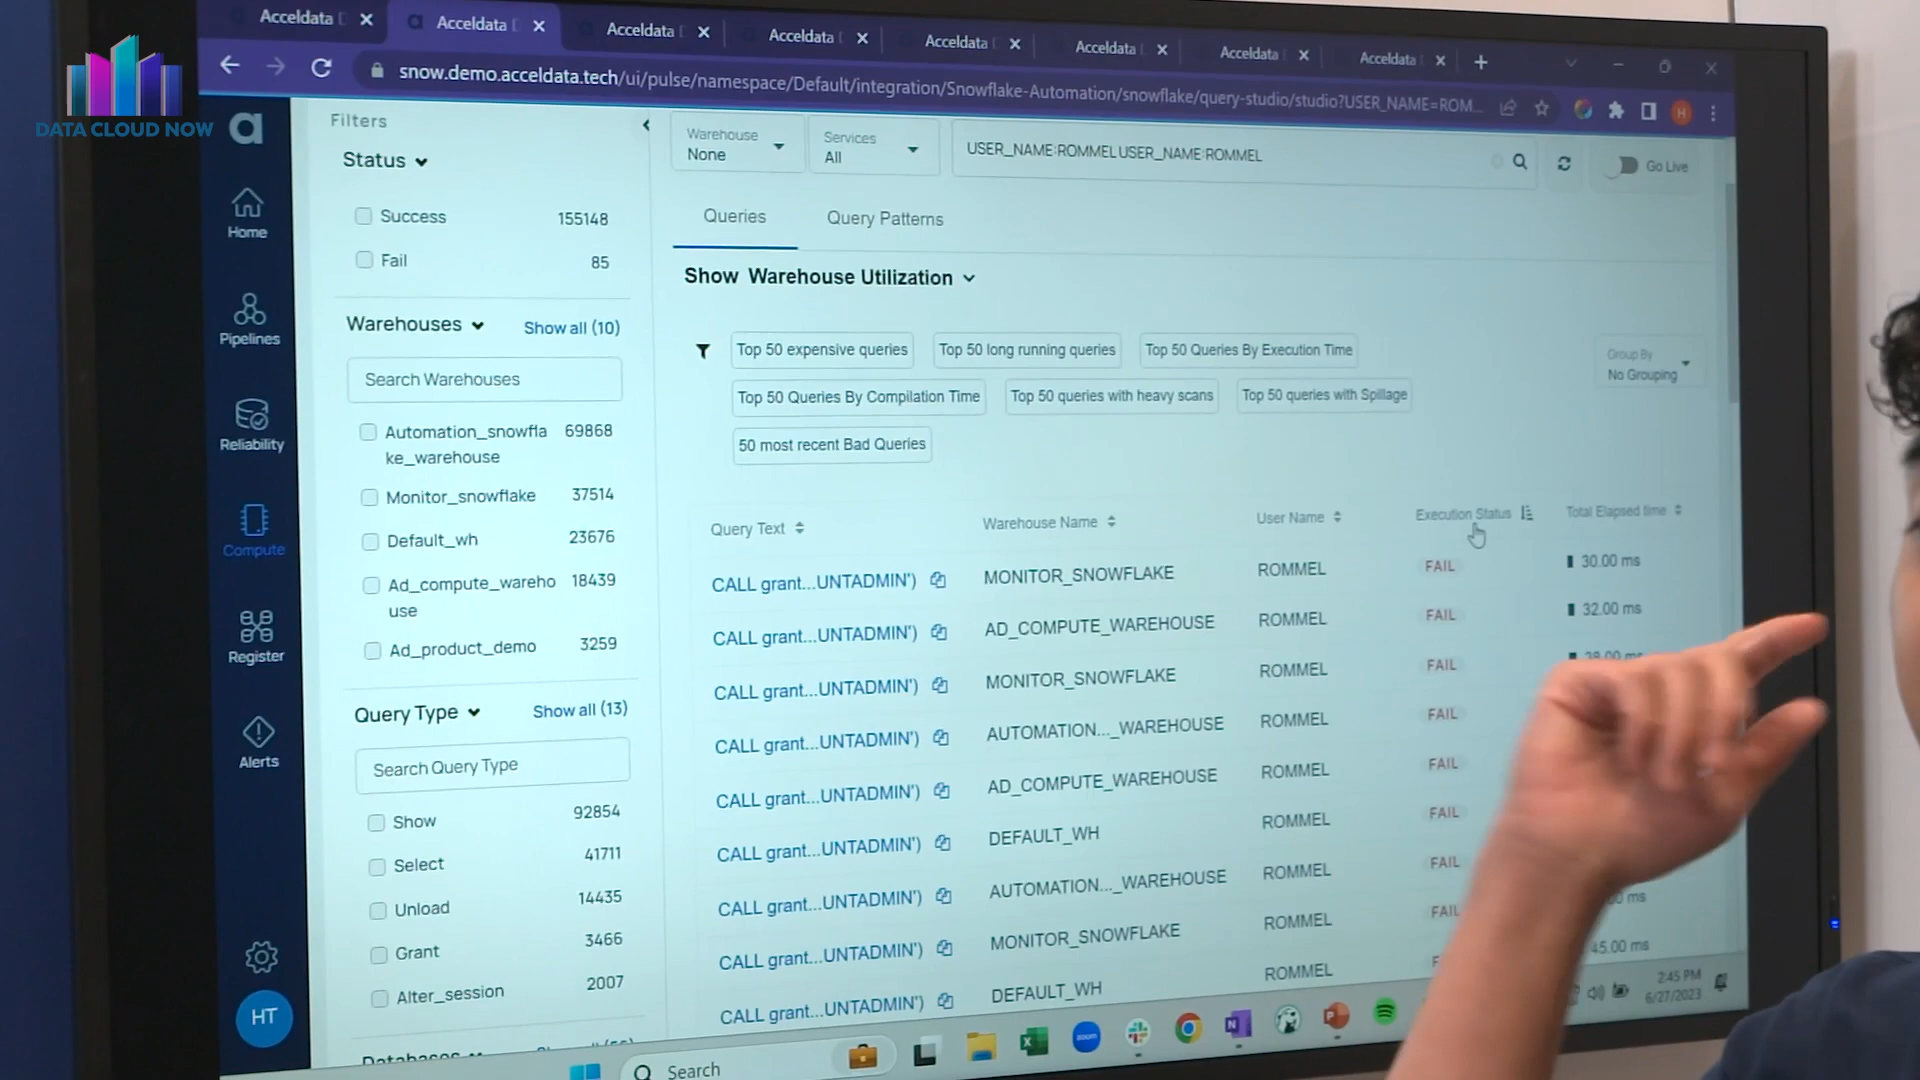 DATA CLOUD NOW
Acceldata
Acceldata
Acceldata
Acceldata
Acceldata
Acceldata
Acceldata
Acceldata
snow.demo.acceldata.tech/ui/pulse/namespace/Default/integration/Snowflake-Automation/snowflake/query-studio/studio?USER_NAME=ROM...
H
a
Home
Pipelines
Reliability
Compute
Register
Alerts
HT
Filters
Status
Success 155148
Fail 85
Warehouses Show all (10)
Search Warehouses
Automation_snowfla 69868
ke_warehouse
Monitor_snowflake 37514
Default_wh 23676
Ad_compute_wareho 18439
use
Ad_product_demo 3259
Query Type Show all (13)
Search Query Type
Show 92854
Select 41711
Unload 14435
Grant 3466
Alter_session 2007
Databases
Warehouse
None
Services
All
USER_NAME:ROMMELUSER_NAME:ROMMEL
Go Live
Queries Query Patterns
Show Warehouse Utilization
Top 50 expensive queries Top 50 long running queries Top 50 Queries By Execution Time
Top 50 Queries By Compilation Time Top 50 queries with heavy scans Top 50 queries with Spillage
50 most recent Bad Queries
Group By
No Grouping
Query Text Warehouse Name User Name Execution Status Total Elapsed time
CALL grant...UNTADMIN') MONITOR_SNOWFLAKE ROMMEL FAIL 30.00 ms
CALL grant...UNTADMIN') AD_COMPUTE_WAREHOUSE ROMMEL FAIL 32.00 ms
CALL grant...UNTADMIN') MONITOR_SNOWFLAKE ROMMEL FAIL
CALL grant...UNTADMIN') AUTOMATION..._WAREHOUSE ROMMEL FAIL
CALL grant...UNTADMIN') AD_COMPUTE_WAREHOUSE ROMMEL FAIL
CALL grant...UNTADMIN') DEFAULT_WH ROMMEL FAIL
CALL grant...UNTADMIN') AUTOMATION..._WAREHOUSE ROMMEL FAIL ms
CALL grant...UNTADMIN') MONITOR_SNOWFLAKE ROMMEL FAIL 45.00 ms
CALL grant...UNTADMIN') DEFAULT_WH ROMMEL
Search
zoom
2:45 PM
6/27/2023